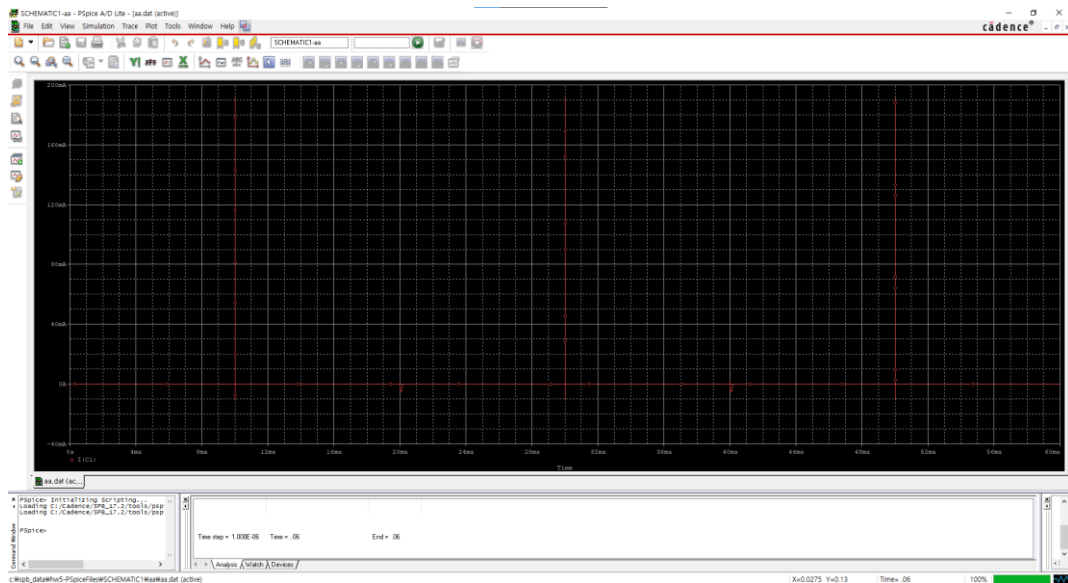 SCHEMATIC1-aa - PSpice A/D Lite - [aa.dat (active)]
File Edit View Simulation Trace Plot Tools Window Help
cādence®
SCHEMATIC1-aa
200mA
160mA
120mA
80mA
40mA
0A
-40mA
0s 4ms 8ms 12ms 16ms 20ms 24ms 28ms 32ms 36ms 40ms 44ms 48ms 52ms 56ms 60ms
I(C1)
Time
aa.dat (ac...
Command Window
PSpice> Initializing Scripting...
Loading C:/Cadence/SPB_17.2/tools/psp
Loading C:/Cadence/SPB_17.2/tools/psp
PSpice>
Time step = 1.000E-06 Time = .06 End = .06
Analysis Watch Devices
c:₩spb_data₩hw5-PSpiceFiles₩SCHEMATIC1₩aa₩aa.dat (active)
X=0.0275 Y=0.13 Time= .06 100%